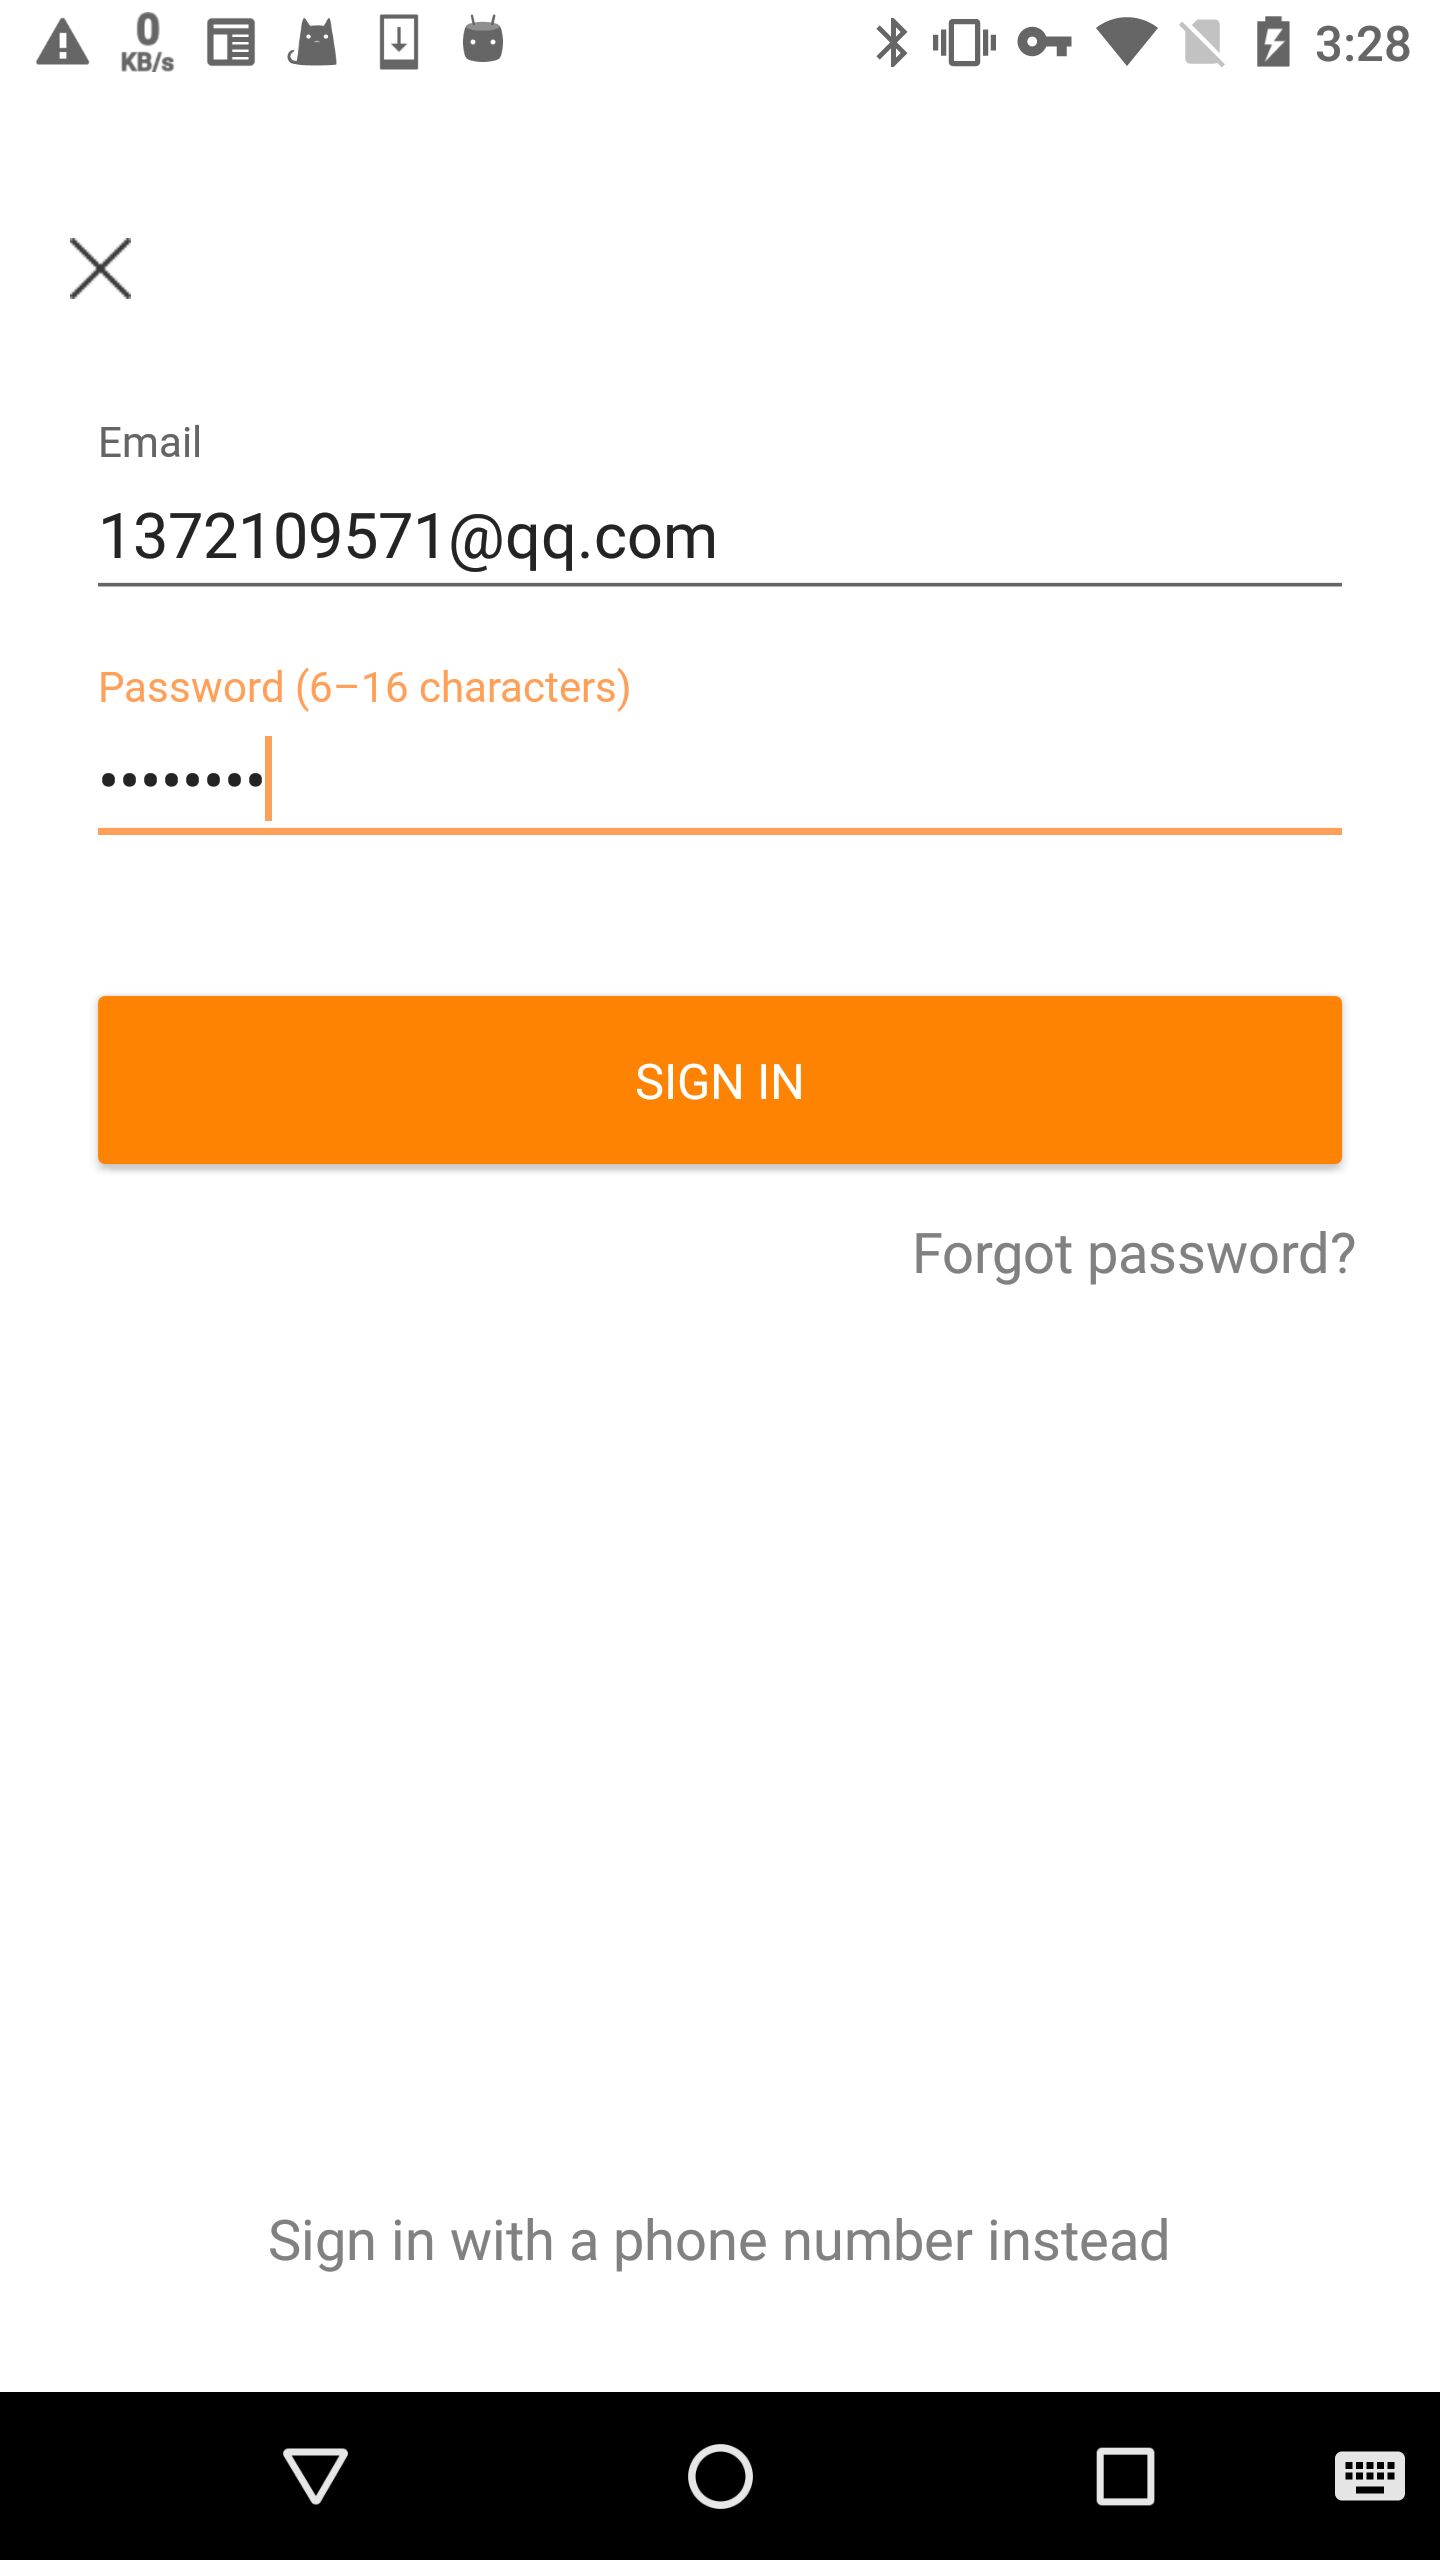 0
KB/s
3:28
Email
1372109571@qq.com
Password (6–16 characters)
••••••••
SIGN IN
Forgot password?
Sign in with a phone number instead